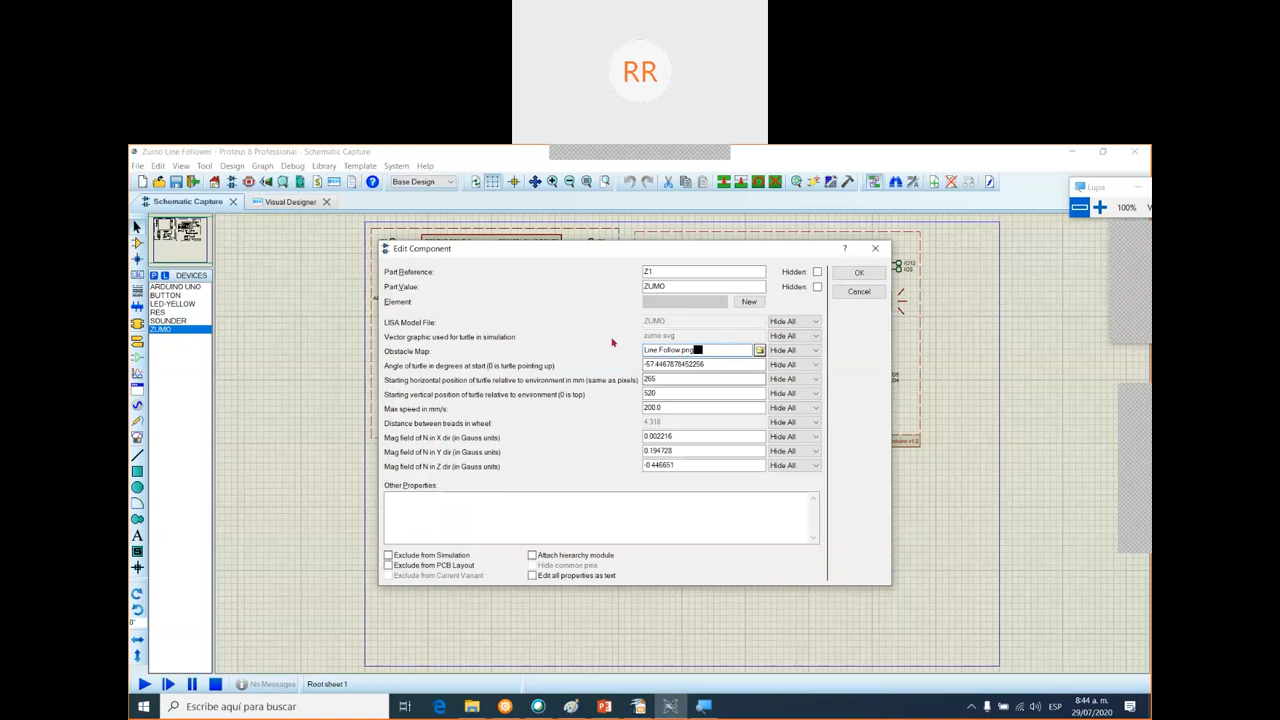 RR
Zumo Line Follower - Proteus 8 Professional - Schematic Capture
File Edit View Tool Design Graph Debug Library Template System Help
Base Design
Lupa
100%
Schematic Capture
Visual Designer
P L DEVICES
ARDUINO UNO
BUTTON
LED-YELLOW
RES
SOUNDER
ZUMO
IO12
IO3
Edit Component
Part Reference: Z1 Hidden: OK
Part Value: ZUMO Hidden: Cancel
Element New
LISA Model File: ZUMO Hide All
Vector graphic used for turtle in simulation: zumo.svg Hide All
Obstacle Map: Line Follow.png Hide All
Angle of turtle in degrees at start (0 is turtle pointing up) -57.4467878452256 Hide All
Starting horizontal position of turtle relative to environment in mm (same as pixels) 265 Hide All
Starting vertical position of turtle relative to environment (0 is top) 520 Hide All
Max speed in mm/s: 200.0 Hide All
Distance between treads in wheel: 4.318 Hide All
Mag field of N in X dir (in Gauss units) 0.002216 Hide All
Mag field of N in Y dir (in Gauss units) 0.194728 Hide All
Mag field of N in Z dir (in Gauss units) -0.446651 Hide All
Other Properties:
Exclude from Simulation
Attach hierarchy module
Exclude from PCB Layout
Hide common pins
Exclude from Current Variant
Edit all properties as text
0°
No Messages
Root sheet 1
Escribe aquí para buscar
ESP
8:44 a. m.
29/07/2020